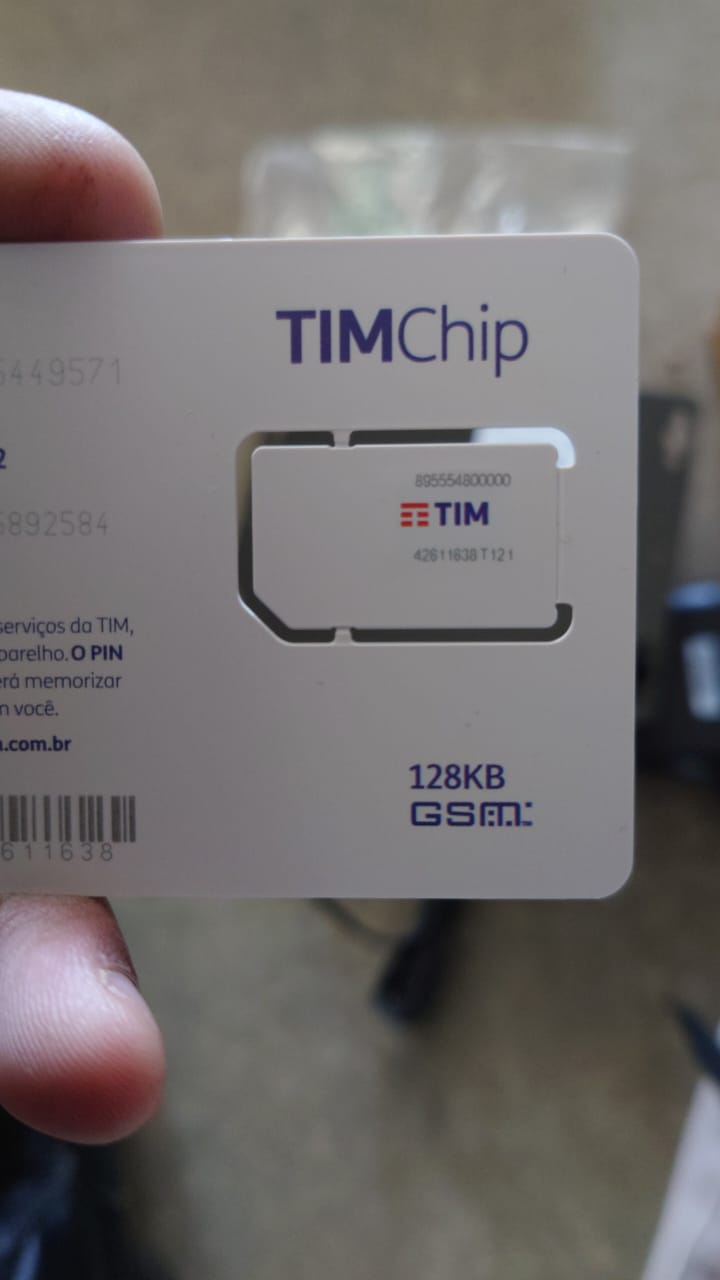 TIMChip
5449571
2
5892584
895554800000
TIM
42611638 T121
serviços da TIM,
parelho. O PIN
erá memorizar
m você.
.com.br
611638
128KB
GSM